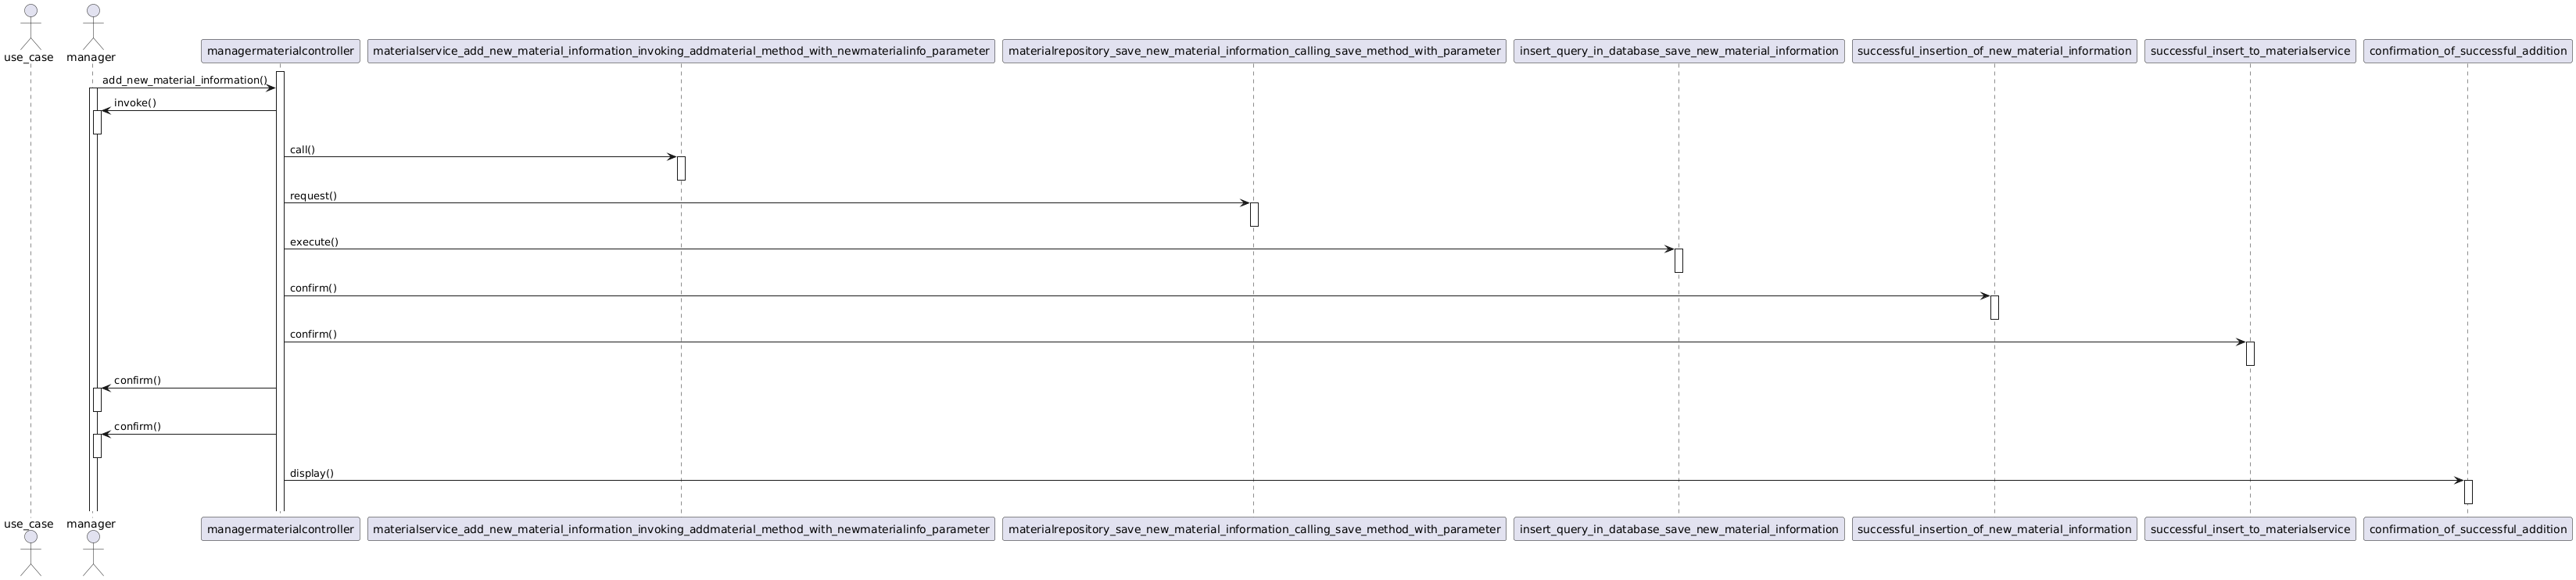 use_case
manager
managermaterialcontroller
materialservice_add_new_material_information_invoking_addmaterial_method_with_newmaterialinfo_parameter
materialrepository_save_new_material_information_calling_save_method_with_parameter
insert_query_in_database_save_new_material_information
successful_insertion_of_new_material_information
successful_insert_to_materialservice
confirmation_of_successful_addition
add_new_material_information()
invoke()
call()
request()
execute()
confirm()
confirm()
confirm()
confirm()
display()
use_case
manager
managermaterialcontroller
materialservice_add_new_material_information_invoking_addmaterial_method_with_newmaterialinfo_parameter
materialrepository_save_new_material_information_calling_save_method_with_parameter
insert_query_in_database_save_new_material_information
successful_insertion_of_new_material_information
successful_insert_to_materialservice
confirmation_of_successful_addition